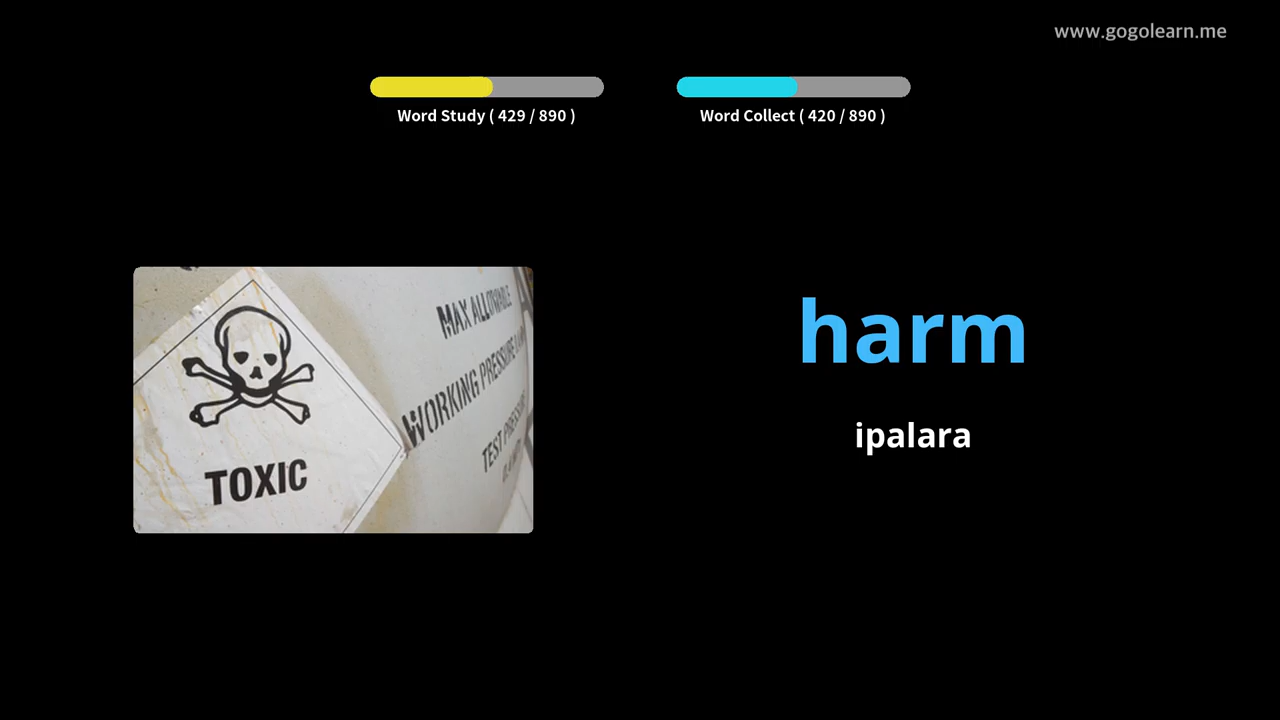 www.gogolearn.me
Word Study ( 429 / 890 )
Word Collect ( 420 / 890 )
MAX ALLOWABLE
WORKING PRESSURE
TEST PRESSURE
TOXIC
harm
ipalara